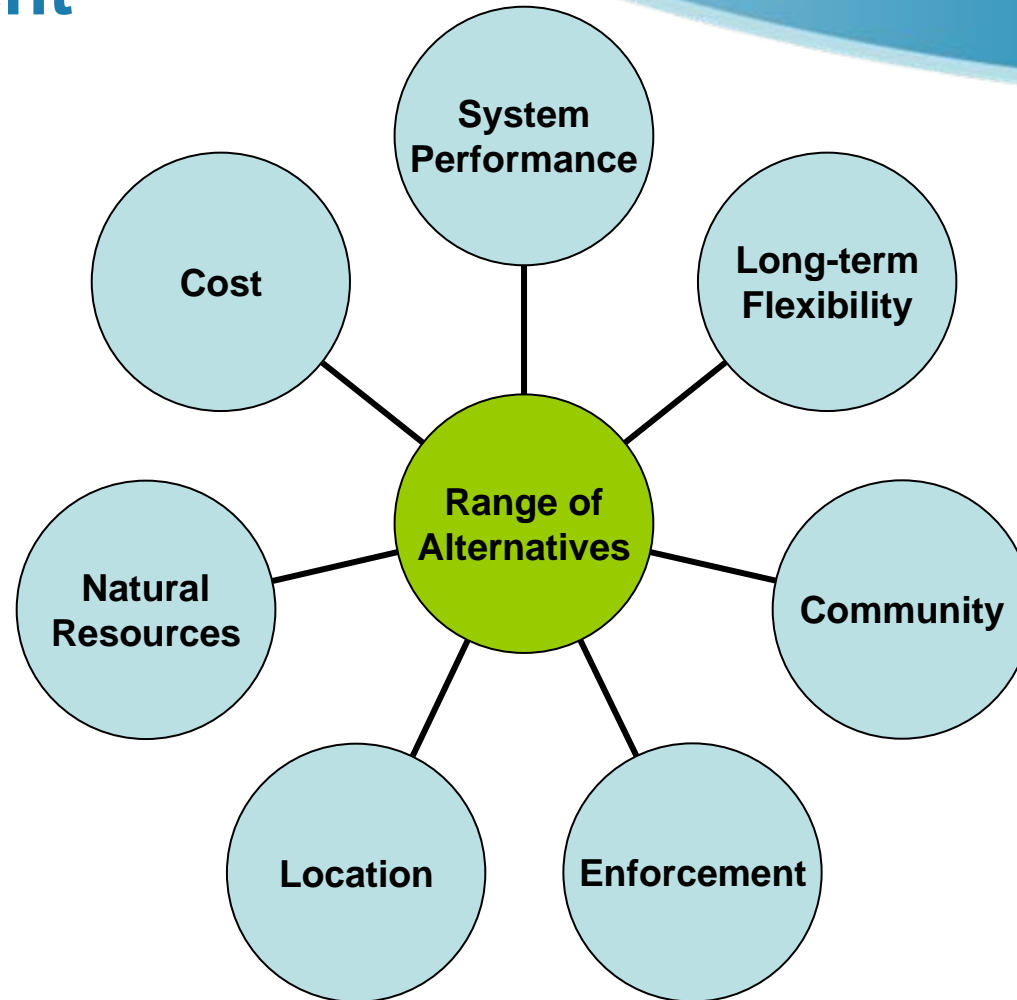 System
Performance
Long-term
Flexibility
Cost
Range of
Alternatives
Natural
Resources
Community
Location
Enforcement